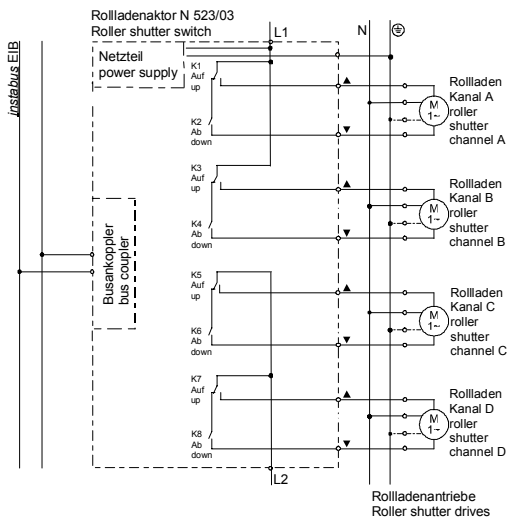 Rollladenaktor N 523/03
Roller shutter switch
L1
N
instabus EIB
Netzteil
power supply
K1
Auf
up
K2
Ab
down
Rollladen
Kanal A
roller
shutter
channel A
M
1~
K3
Auf
up
K4
Ab
down
Rollladen
Kanal B
roller
shutter
channel B
M
1~
Busankoppler
bus coupler
K5
Auf
up
K6
Ab
down
Rollladen
Kanal C
roller
shutter
channel C
M
1~
K7
Auf
up
K8
Ab
down
Rollladen
Kanal D
roller
shutter
channel D
M
1~
L2
Rollladenantriebe
Roller shutter drives